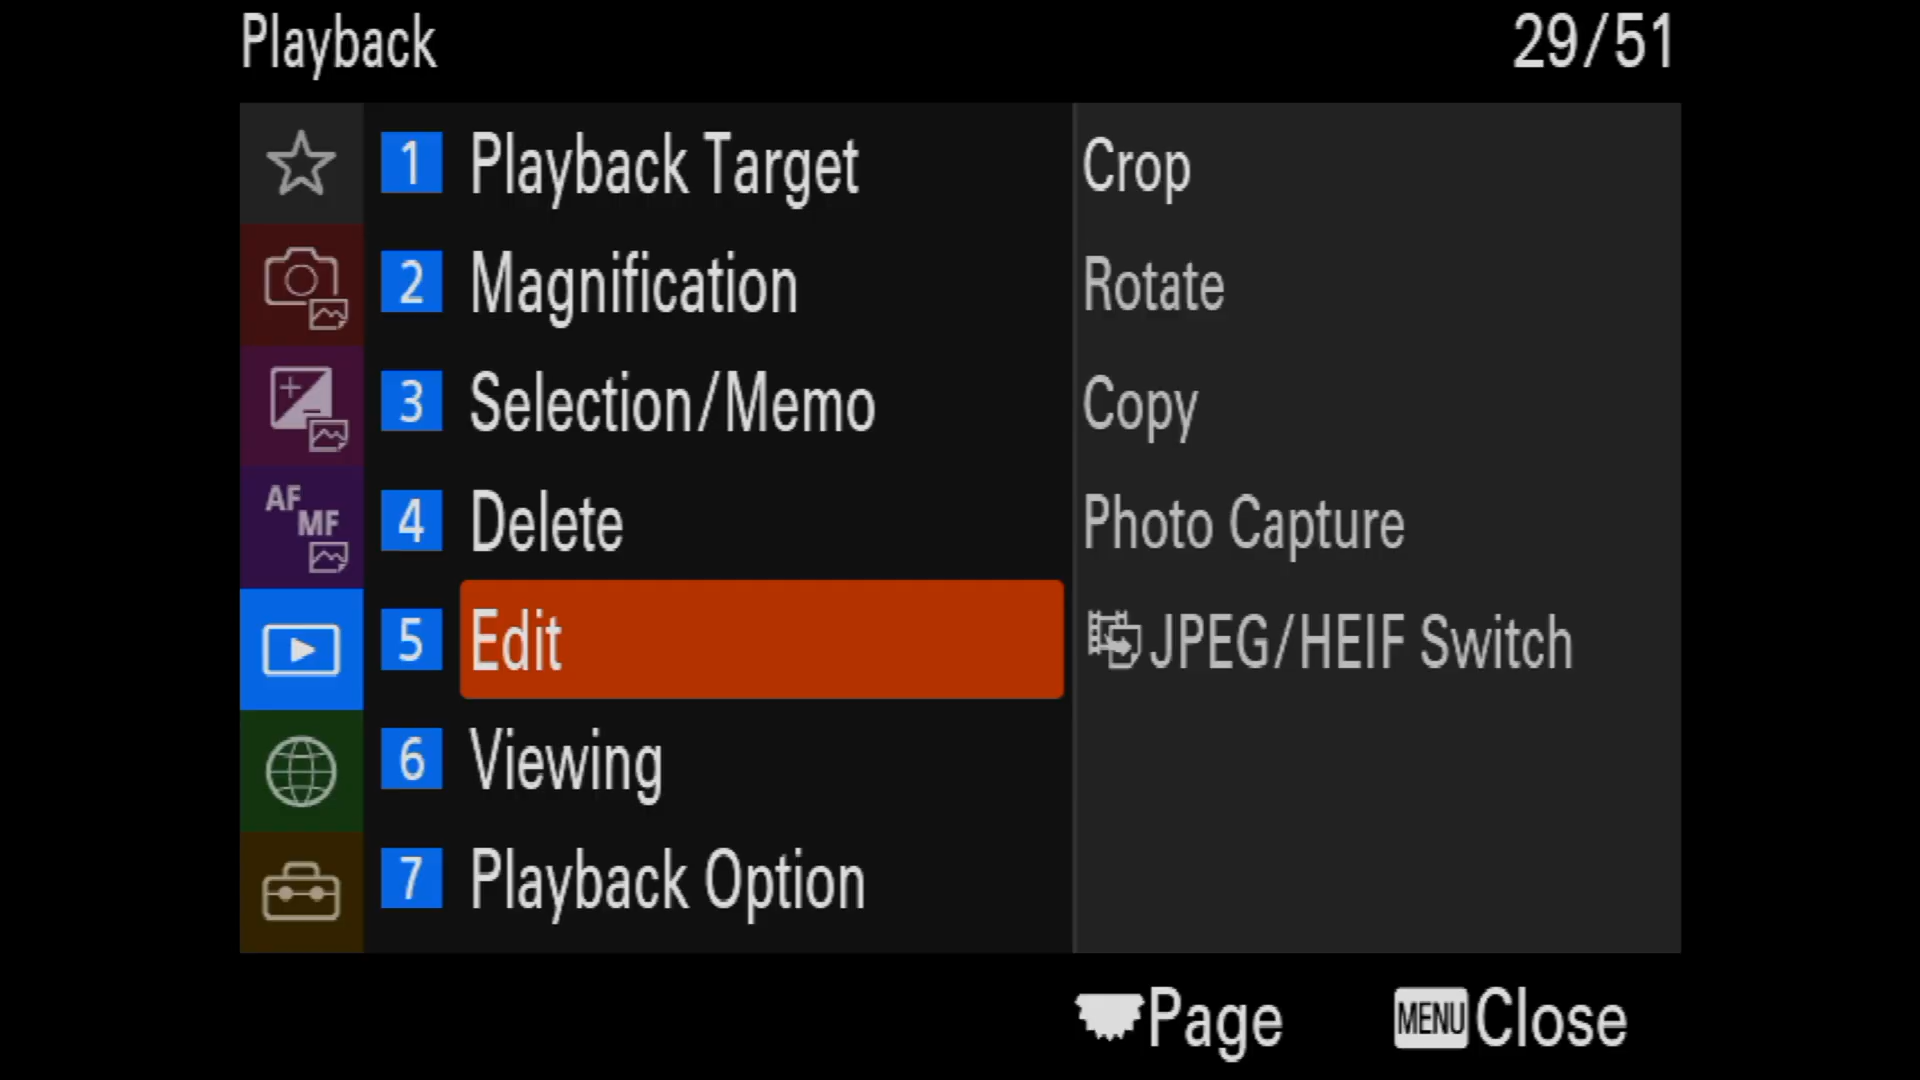 Playback 29/51
1 Playback Target
2 Magnification
3 Selection/Memo
4 Delete
5 Edit
6 Viewing
7 Playback Option
AF
MF
Crop
Rotate
Copy
Photo Capture
JPEG/HEIF Switch
Page MENU Close